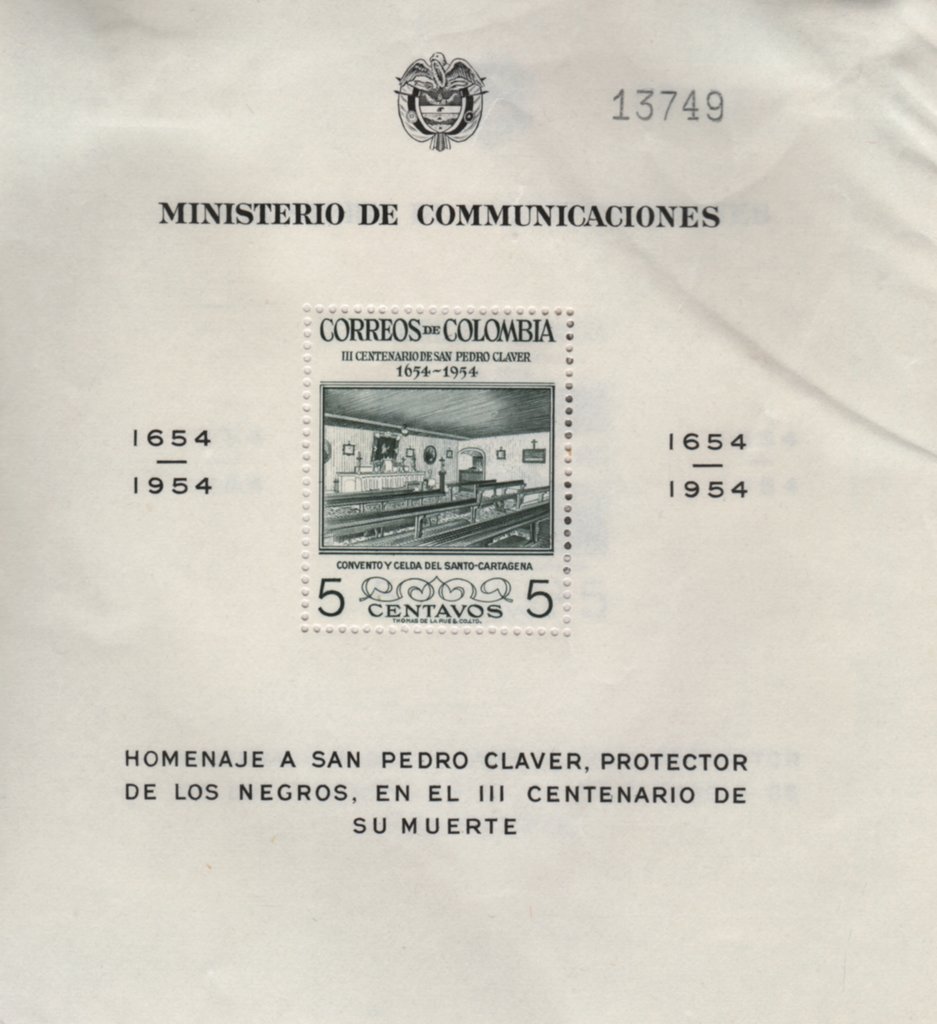 13749
MINISTERIO DE COMMUNICACIONES
CORREOS DE COLOMBIA
III CENTENARIO DE SAN PEDRO CLAVER
1654-1954
1654
1954
1654
1954
CONVENTO Y CELDA DEL SANTO-CARTAGENA
5 CENTAVOS 5
THOMAS DE LA RUE & CO. LTD.
HOMENAJE A SAN PEDRO CLAVER, PROTECTOR
DE LOS NEGROS, EN EL III CENTENARIO DE
SU MUERTE